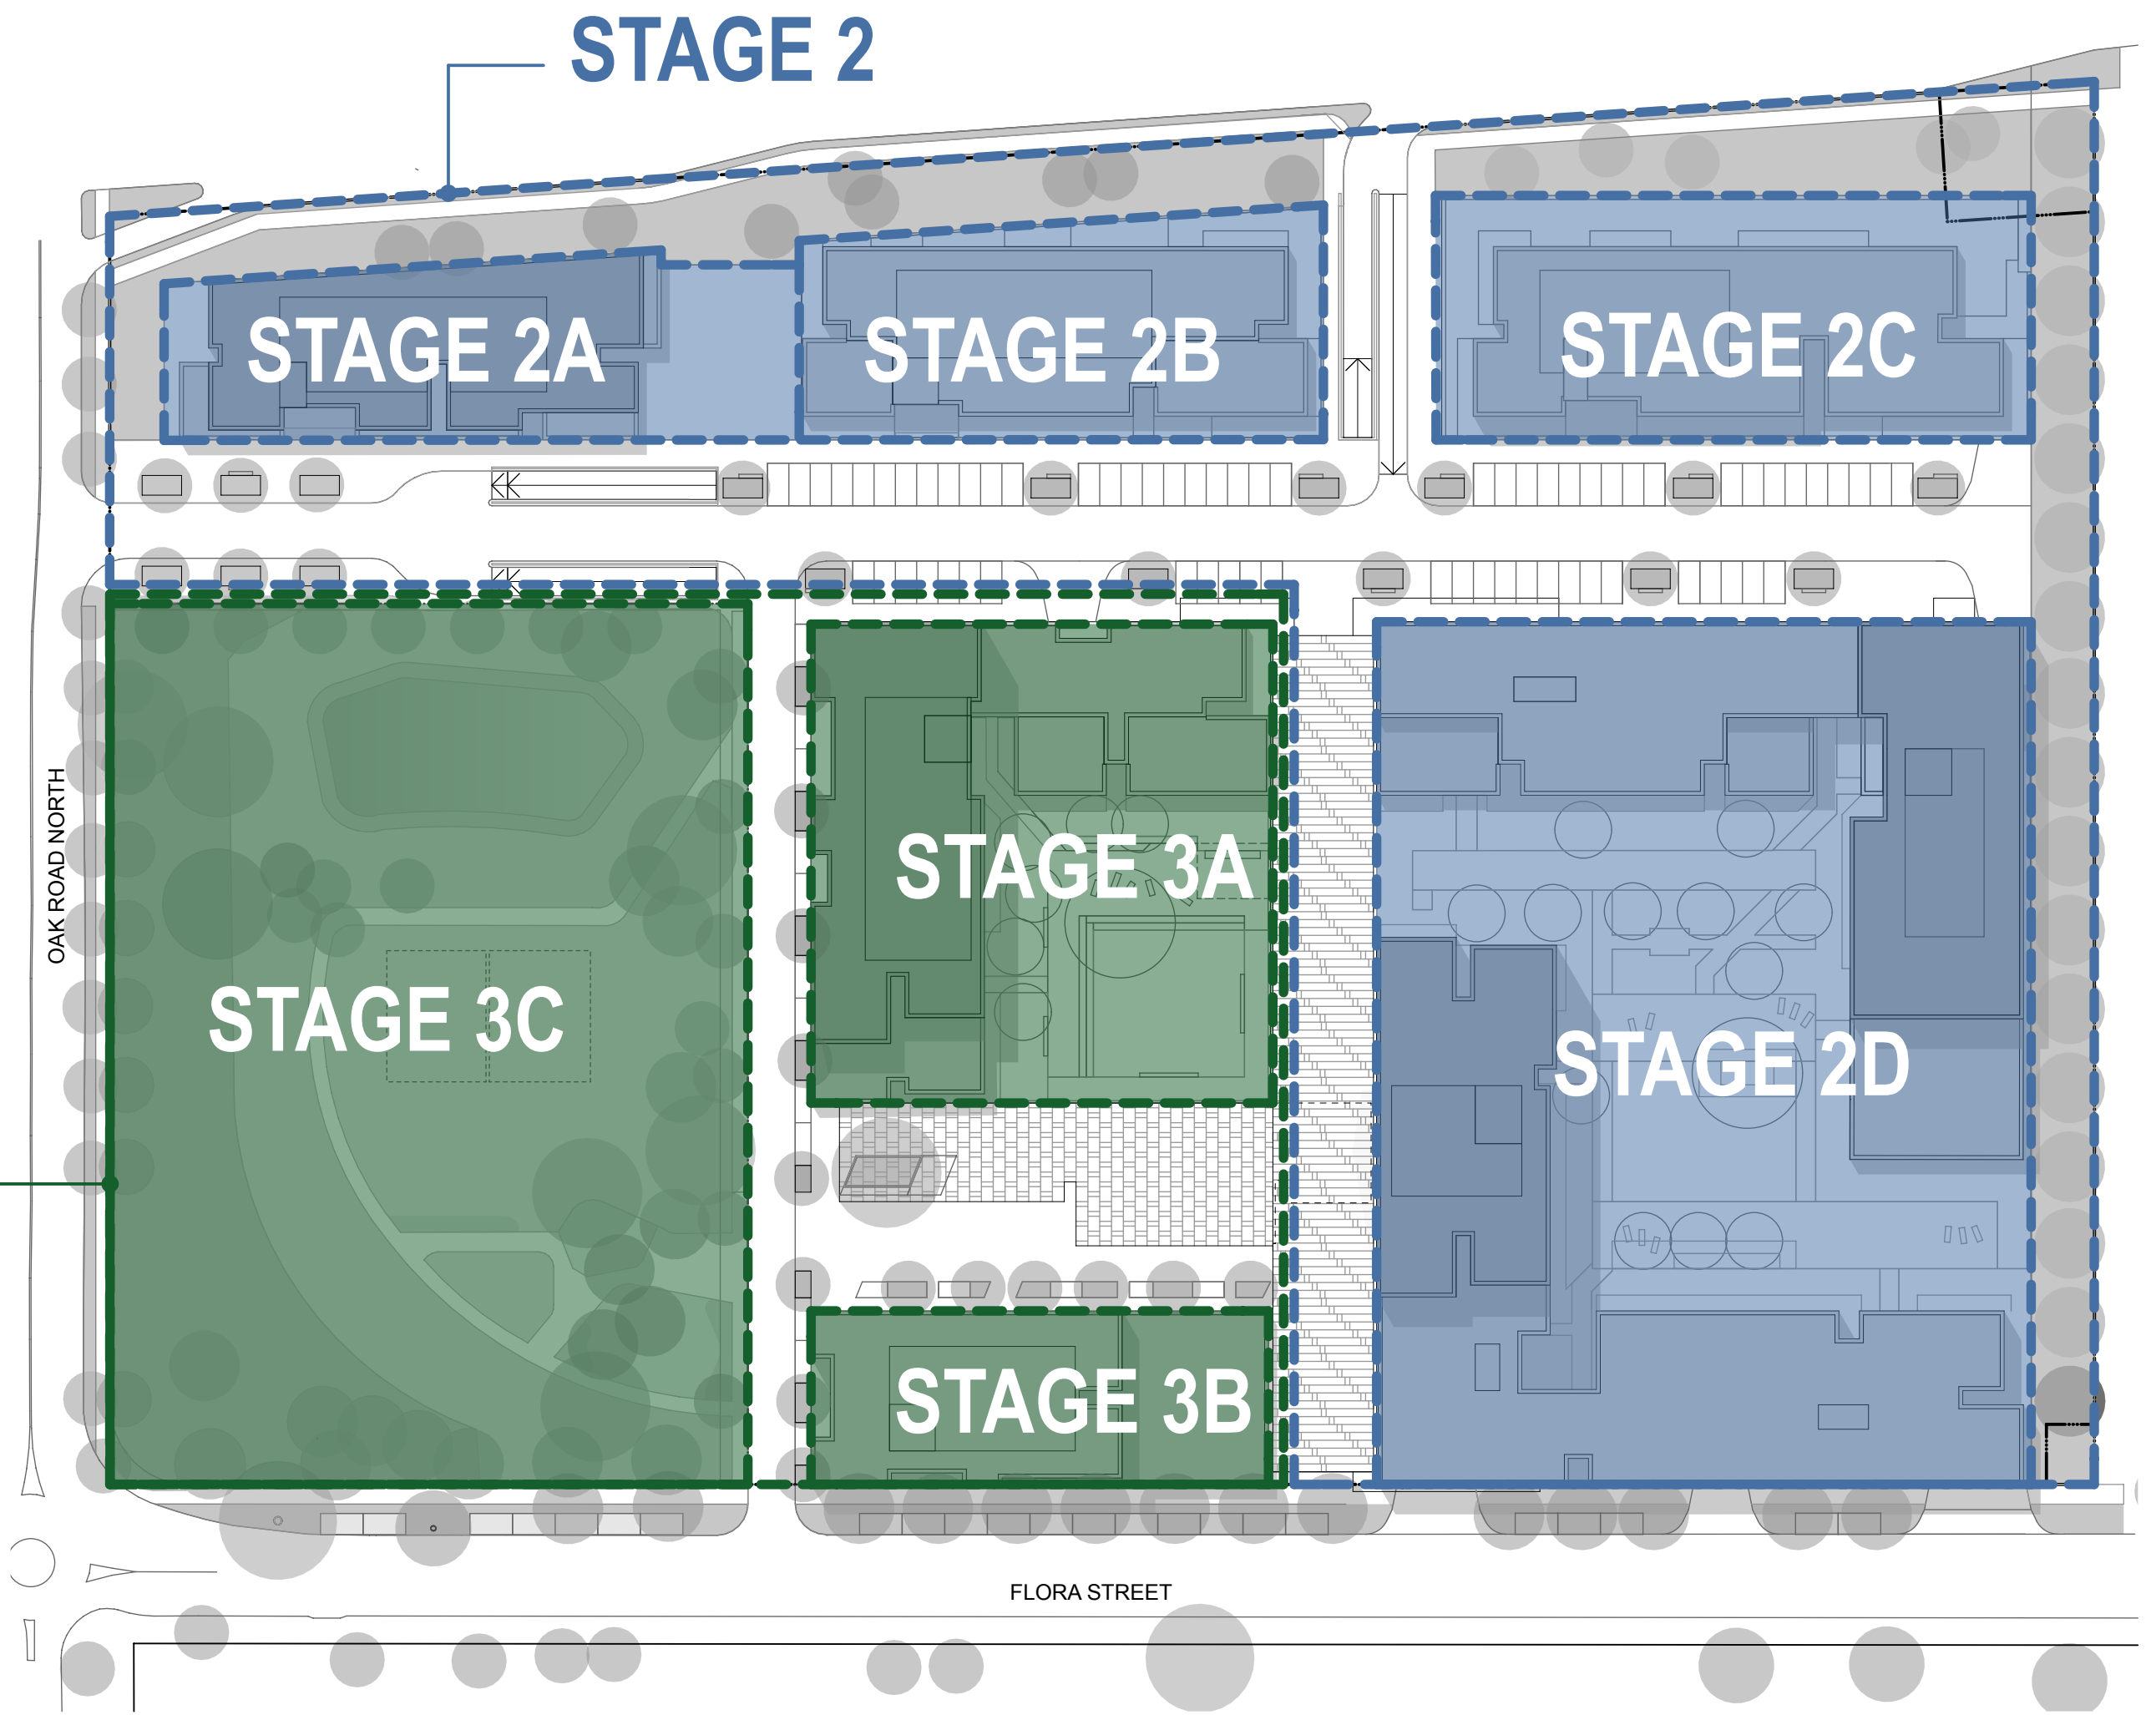 STAGE 2
STAGE 2A
STAGE 2B
STAGE 2C
OAK ROAD NORTH
STAGE 3A
STAGE 3C
STAGE 2D
STAGE 3B
FLORA STREET